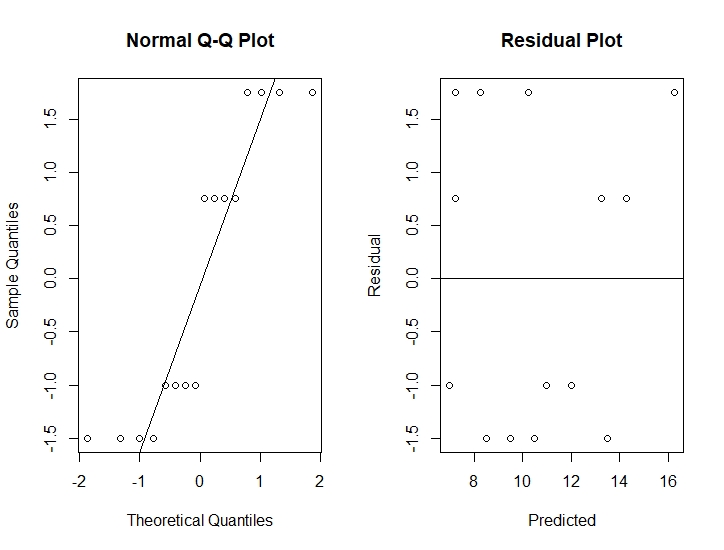 Normal Q-Q Plot
Sample Quantiles
1.5
1.0
0.5
0.0
-0.5
-1.0
-1.5
-2 -1 0 1 2
Theoretical Quantiles
Residual Plot
Residual
1.5
1.0
0.5
0.0
-0.5
-1.0
-1.5
8 10 12 14 16
Predicted